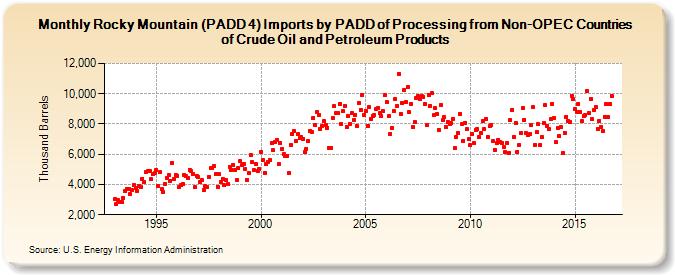 Monthly Rocky Mountain (PADD 4) Imports by PADD of Processing from Non-OPEC Countries
of Crude Oil and Petroleum Products
Thousand Barrels
12,000
10,000
8,000
6,000
4,000
2,000
1995
2000
2005
2010
2015
Source: U.S. Energy Information Administration